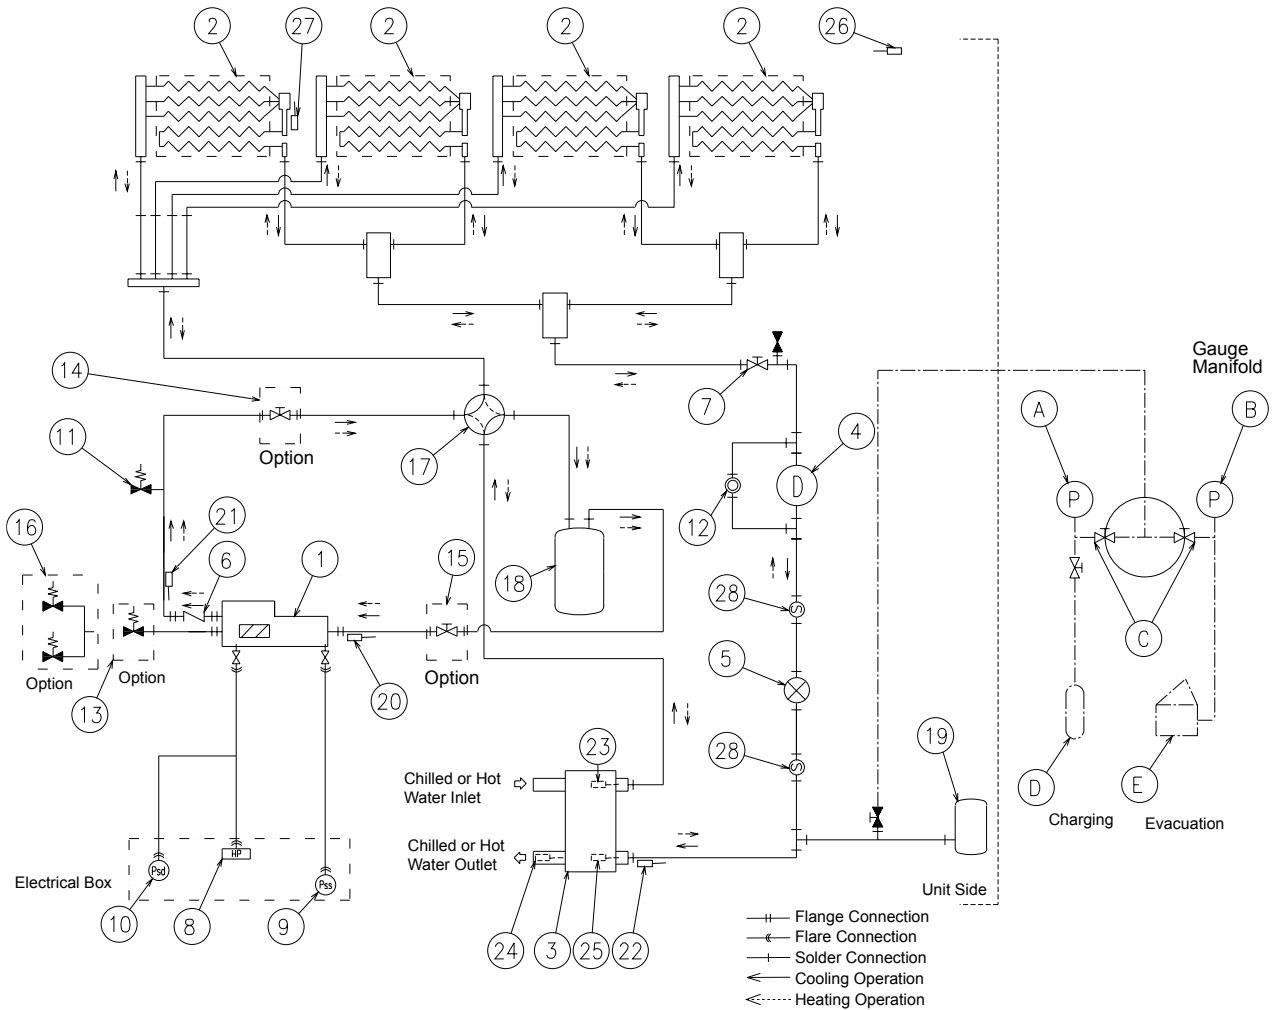 2
27
2
2
2
26
14
Option
11
17
7
4
D
12
Gauge
Manifold
A
B
P
P
16
21
6
1
15
18
28
5
C
Option
13
Option
20
Option
23
28
19
D
E
Charging
Evacuation
Chilled or Hot
Water Inlet
Chilled or Hot
Water Outlet
S
S
Electrical Box
Psd
HP
Pss
10
8
9
24
3
25
22
Unit Side
Flange Connection
Flare Connection
Solder Connection
Cooling Operation
Heating Operation